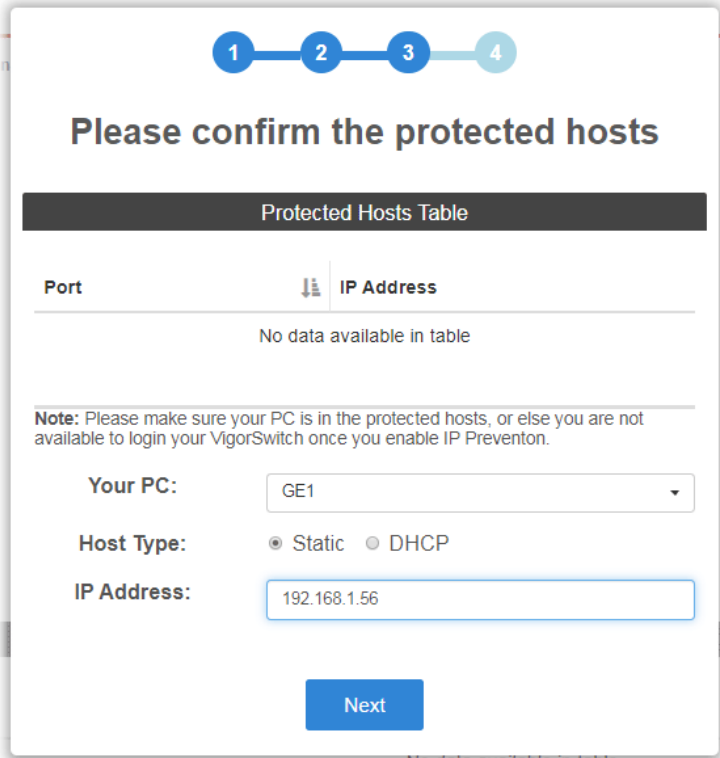 1 2 3 4
Please confirm the protected hosts
Protected Hosts Table
Port IP Address
No data available in table
Note: Please make sure your PC is in the protected hosts, or else you are not
available to login your VigorSwitch once you enable IP Preventon.
Your PC: GE1
Host Type: Static DHCP
IP Address: 192.168.1.56
Next